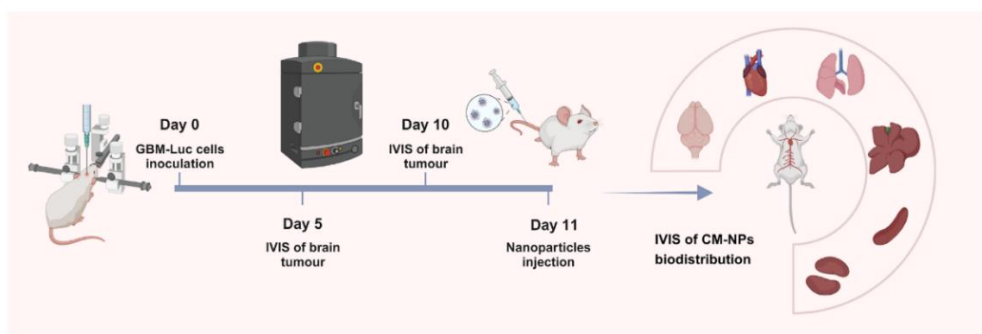 Day 0
GBM-Luc cells
inoculation
Day 5
IVIS of brain
tumour
Day 10
IVIS of brain
tumour
Day 11
Nanoparticles
injection
IVIS of CM-NPs
biodistribution